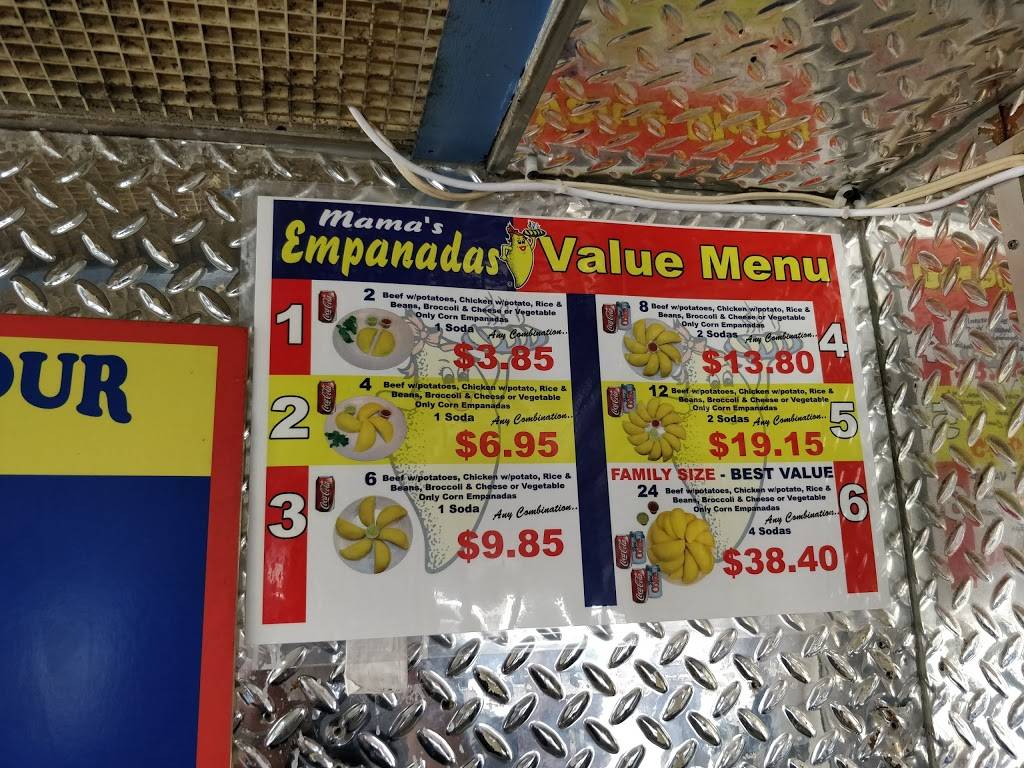 OUR
Mama's
Empanadas Value Menu
1
2 Beef w/potatoes, Chicken w/potato, Rice &
Beans, Broccoli & Cheese or Vegetable
Only Corn Empanadas
1 Soda Any Combination..
$3.85
2
4 Beef w/potatoes, Chicken w/potato, Rice &
Beans, Broccoli & Cheese or Vegetable
Only Corn Empanadas
1 Soda Any Combination..
$6.95
3
6 Beef w/potatoes, Chicken w/potato, Rice &
Beans, Broccoli & Cheese or Vegetable
Only Corn Empanadas
1 Soda Any Combination..
$9.85
4
8 Beef w/potatoes, Chicken w/potato, Rice &
Beans, Broccoli & Cheese or Vegetable
Only Corn Empanadas
2 Sodas Any Combination..
$13.80
5
12 Beef w/potatoes, Chicken w/potato, Rice &
Beans, Broccoli & Cheese or Vegetable
Only Corn Empanadas
2 Sodas Any Combination..
$19.15
6
FAMILY SIZE - BEST VALUE
24 Beef w/potatoes, Chicken w/potato, Rice &
Beans, Broccoli & Cheese or Vegetable
Only Corn Empanadas
Any Combination..
4 Sodas
$38.40